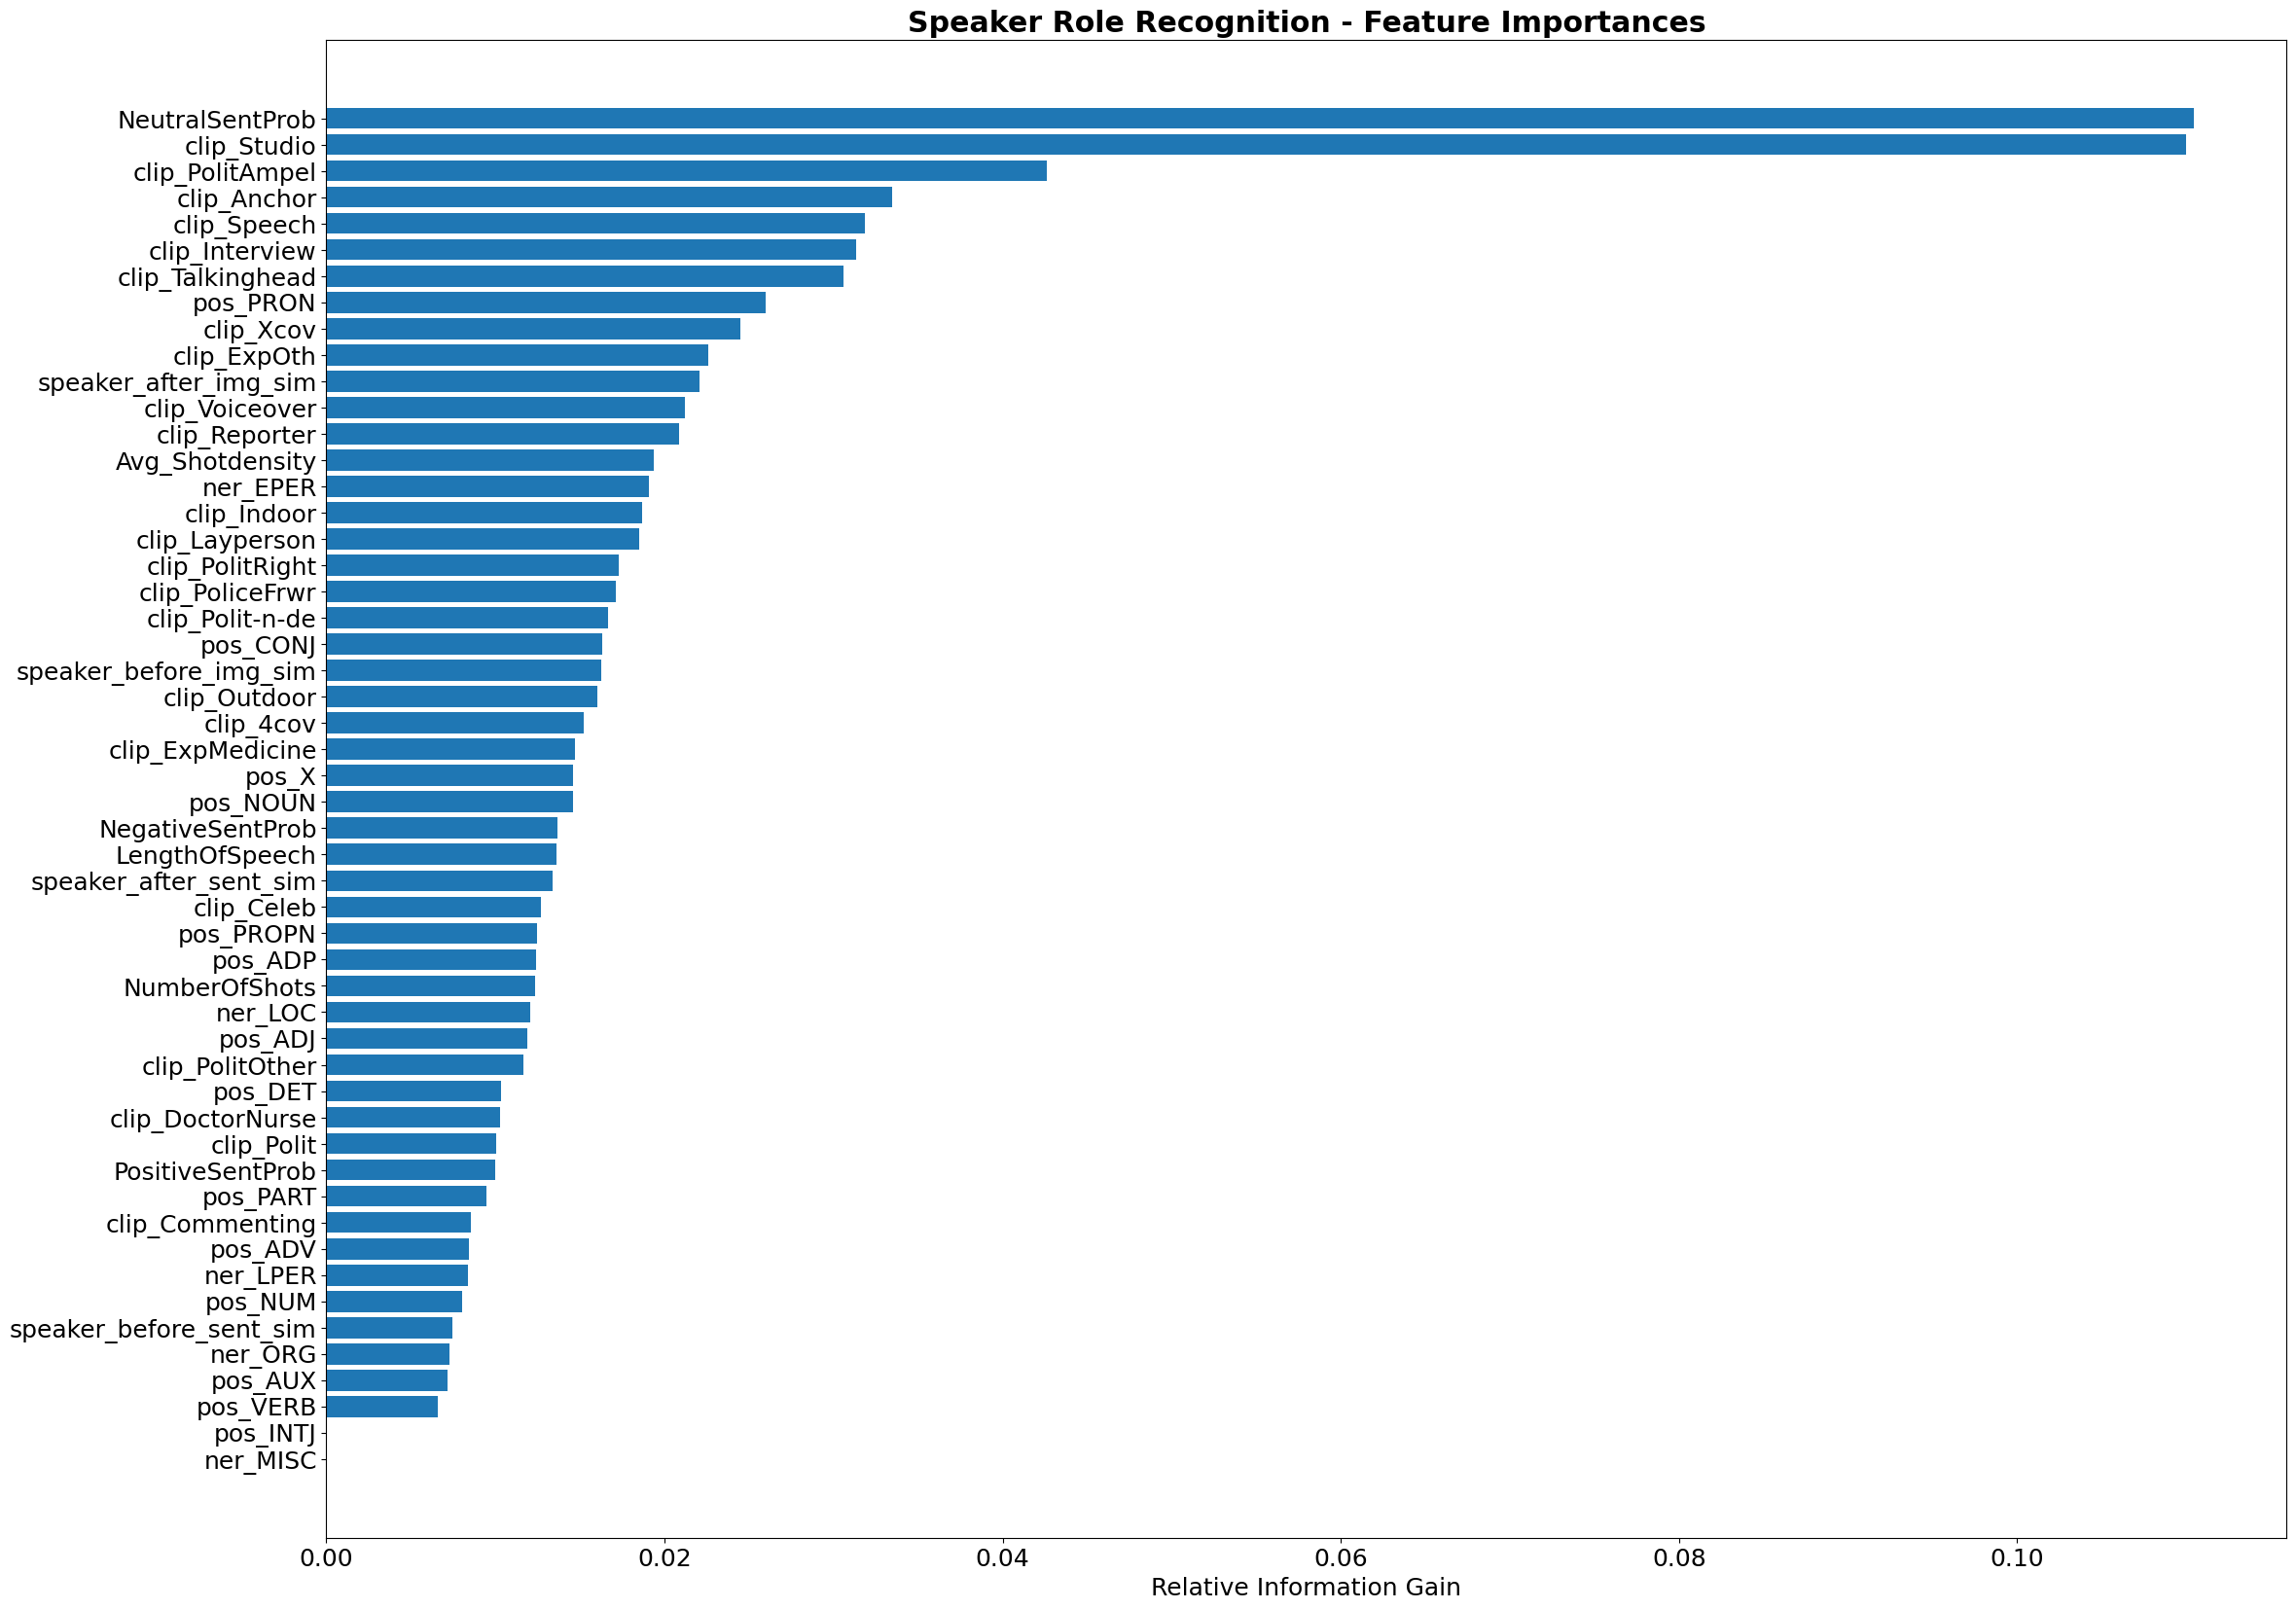 Speaker Role Recognition - Feature Importances
NeutralSentProb
clip_Studio
clip_PolitAmpel
clip_Anchor
clip_Speech
clip_Interview
clip_Talkinghead
pos_PRON
clip_Xcov
clip_ExpOth
speaker_after_img_sim
clip_Voiceover
clip_Reporter
Avg_Shotdensity
ner_EPER
clip_Indoor
clip_Layperson
clip_PolitRight
clip_PoliceFrwr
clip_Polit-n-de
pos_CONJ
speaker_before_img_sim
clip_Outdoor
clip_4cov
clip_ExpMedicine
pos_X
pos_NOUN
NegativeSentProb
LengthOfSpeech
speaker_after_sent_sim
clip_Celeb
pos_PROPN
pos_ADP
NumberOfShots
ner_LOC
pos_ADJ
clip_PolitOther
pos_DET
clip_DoctorNurse
clip_Polit
PositiveSentProb
pos_PART
clip_Commenting
pos_ADV
ner_LPER
pos_NUM
speaker_before_sent_sim
ner_ORG
pos_AUX
pos_VERB
pos_INTJ
ner_MISC
0.00 0.02 0.04 0.06 0.08 0.10
Relative Information Gain